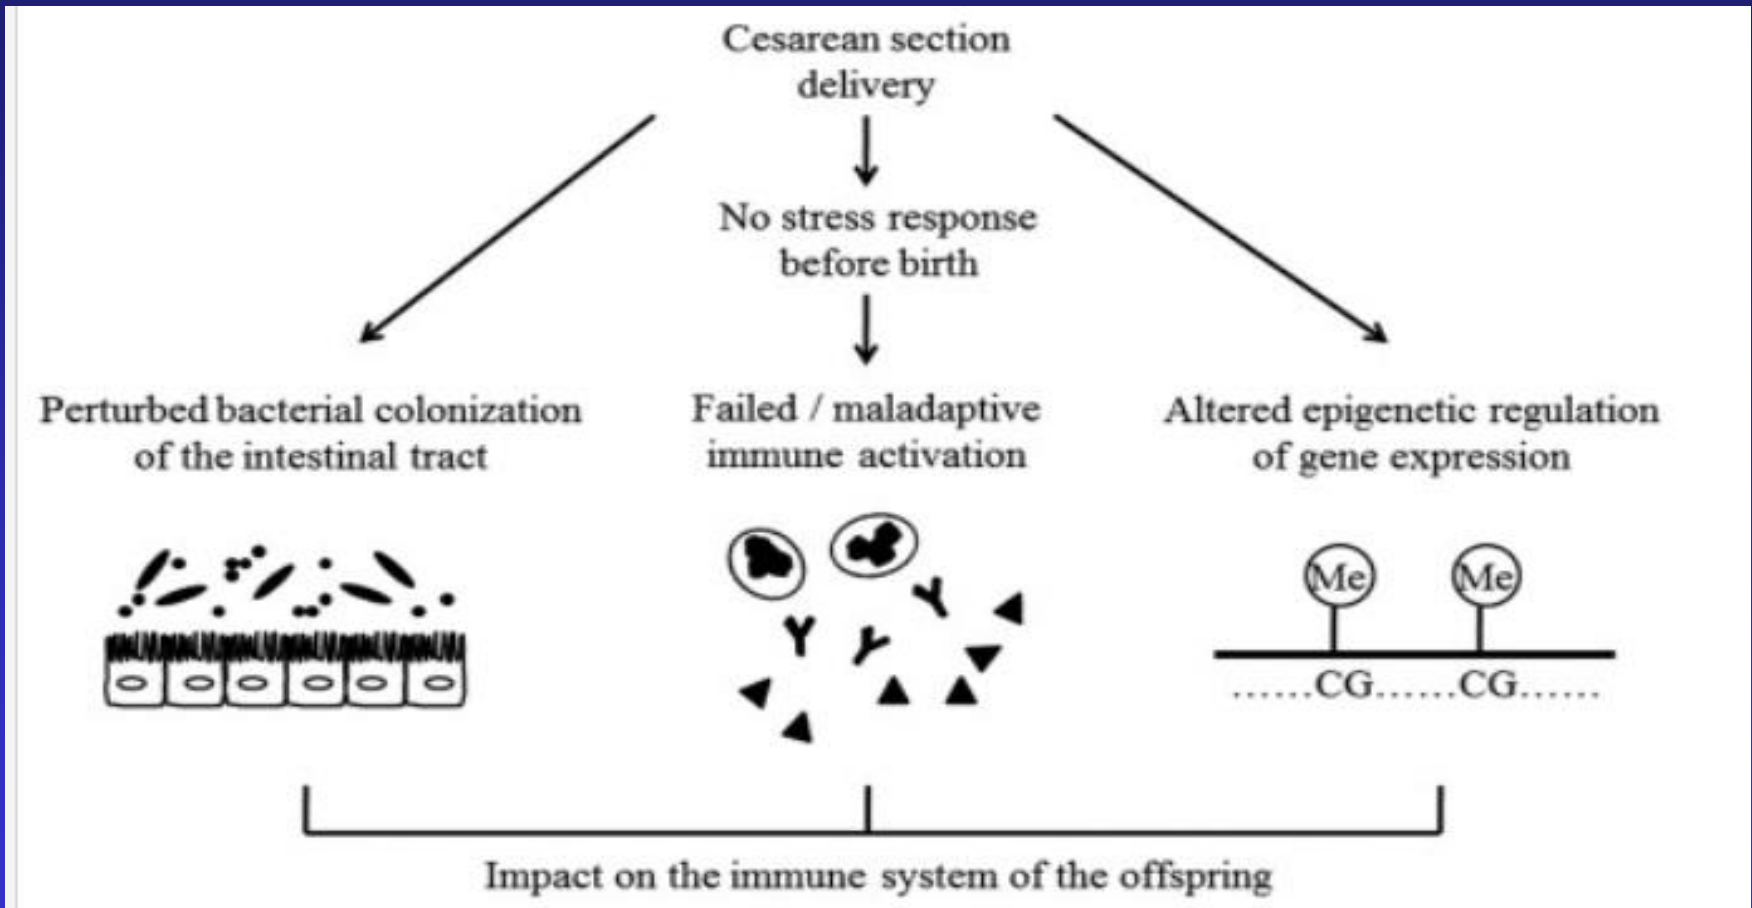 Cesarean section
delivery
No stress response
before birth
Perturbed bacterial colonization
of the intestinal tract
Failed / maladaptive
immune activation
Altered epigenetic regulation
of gene expression
Me
Me
......CG......CG......
Impact on the immune system of the offspring